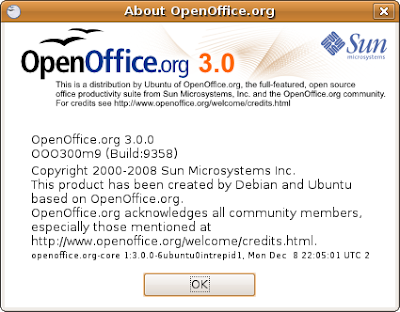 About OpenOffice.org
OpenOffice.org 3.0
Sun
microsystems
This is a distribution by Ubuntu of OpenOffice.org, the full-featured, open source
office productivity suite from Sun Microsystems, Inc. and the OpenOffice.org community.
For credits see http://www.openoffice.org/welcome/credits.html
OpenOffice.org 3.0.0
OOO300m9 (Build:9358)
Copyright 2000-2008 Sun Microsystems Inc.
This product has been created by Debian and Ubuntu
based on OpenOffice.org.
OpenOffice.org acknowledges all community members,
especially those mentioned at
http://www.openoffice.org/welcome/credits.html.
openoffice.org-core 1:3.0.0-6ubuntu0intrepid1, Mon Dec  8 22:05:01 UTC 2
OK